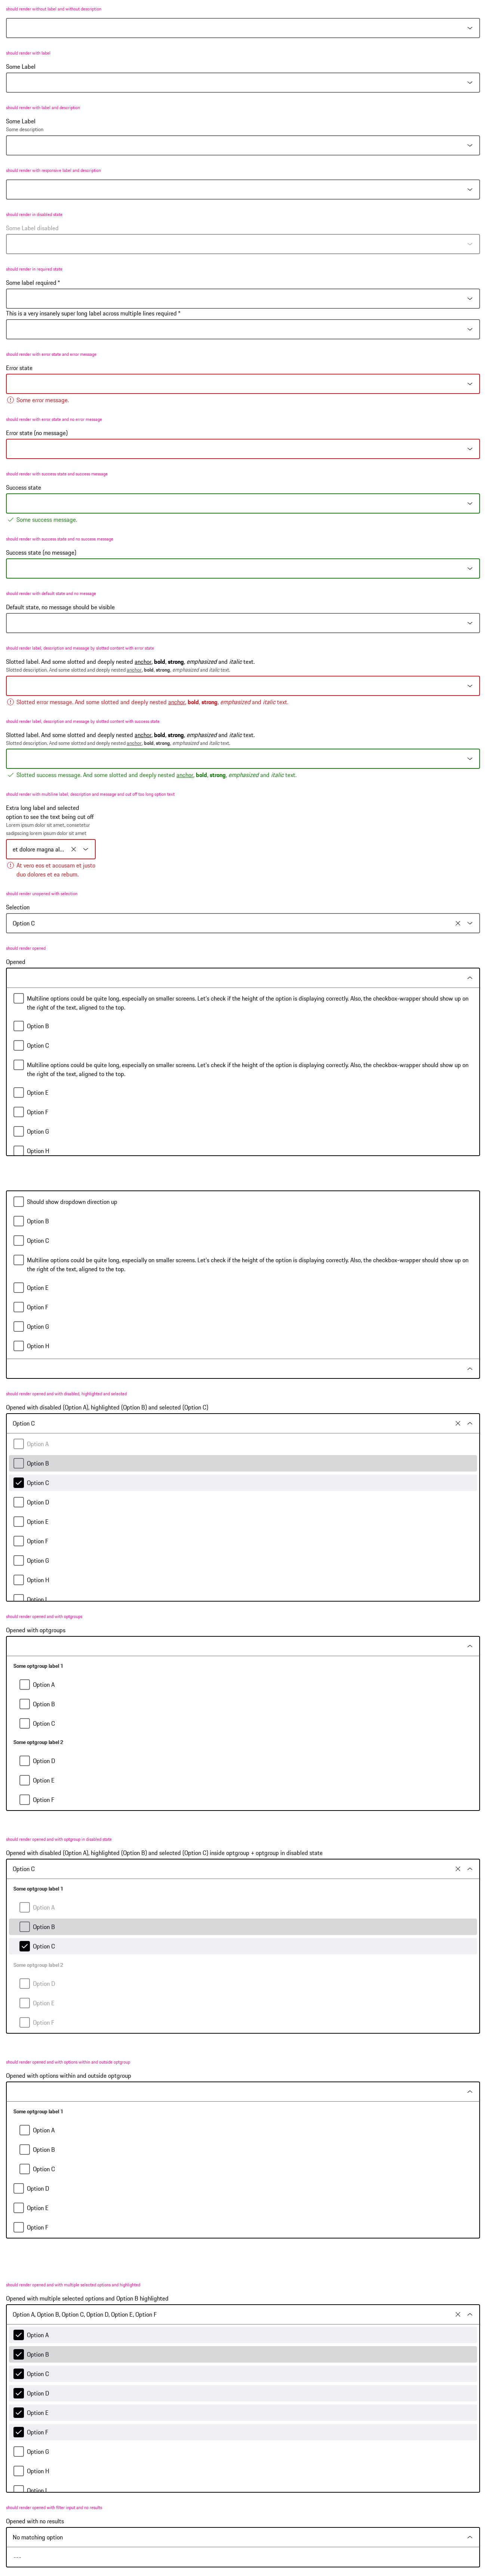 should render without label and without description
should render with label
Some Label
should render with label and description
Some Label
Some description
should render with responsive label and description
should render in disabled state
Some Label disabled
should render in required state
Some label required *
This is a very insanely super long label across multiple lines required *
should render with error state and error message
Error state
Some error message.
should render with error state and no error message
Error state (no message)
should render with success state and success message
Success state
Some success message.
should render with success state and no success message
Success state (no message)
should render with default state and no message
Default state, no message should be visible
should render label, description and message by slotted content with error state
Slotted label. And some slotted and deeply nested anchor, bold, strong, emphasized and italic text.
Slotted description. And some slotted and deeply nested anchor, bold, strong, emphasized and italic text.
Slotted error message. And some slotted and deeply nested anchor, bold, strong, emphasized and italic text.
should render label, description and message by slotted content with success state
Slotted label. And some slotted and deeply nested anchor, bold, strong, emphasized and italic text.
Slotted description. And some slotted and deeply nested anchor, bold, strong, emphasized and italic text.
Slotted success message. And some slotted and deeply nested anchor, bold, strong, emphasized and italic text.
should render with multiline label, description and message and cut off too long option text
Extra long label and selected
option to see the text being cut off
Lorem ipsum dolor sit amet, consetetur
sadipscing lorem ipsum dolor sit amet
et dolore magna al...
At vero eos et accusam et justo
duo dolores et ea rebum.
should render unopened with selection
Selection
Option C
should render opened
Opened
Multiline options could be quite long, especially on smaller screens. Let's check if the height of the option is displaying correctly. Also, the checkbox-wrapper should show up on
the right of the text, aligned to the top.
Option B
Option C
Multiline options could be quite long, especially on smaller screens. Let's check if the height of the option is displaying correctly. Also, the checkbox-wrapper should show up on
the right of the text, aligned to the top.
Option E
Option F
Option G
Option H
Should show dropdown direction up
Option B
Option C
Multiline options could be quite long, especially on smaller screens. Let's check if the height of the option is displaying correctly. Also, the checkbox-wrapper should show up on
the right of the text, aligned to the top.
Option E
Option F
Option G
Option H
should render opened and with disabled, highlighted and selected
Opened with disabled (Option A), highlighted (Option B) and selected (Option C)
Option C
Option A
Option B
Option C
Option D
Option E
Option F
Option G
Option H
Option I
should render opened and with optgroups
Opened with optgroups
Some optgroup label 1
Option A
Option B
Option C
Some optgroup label 2
Option D
Option E
Option F
should render opened and with optgroup in disabled state
Opened with disabled (Option A), highlighted (Option B) and selected (Option C) inside optgroup + optgroup in disabled state
Option C
Some optgroup label 1
Option A
Option B
Option C
Some optgroup label 2
Option D
Option E
Option F
should render opened and with options within and outside optgroup
Opened with options within and outside optgroup
Some optgroup label 1
Option A
Option B
Option C
Option D
Option E
Option F
should render opened and with multiple selected options and highlighted
Opened with multiple selected options and Option B highlighted
Option A, Option B, Option C, Option D, Option E, Option F
Option A
Option B
Option C
Option D
Option E
Option F
Option G
Option H
Option I
should render opened with filter input and no results
Opened with no results
No matching option
---